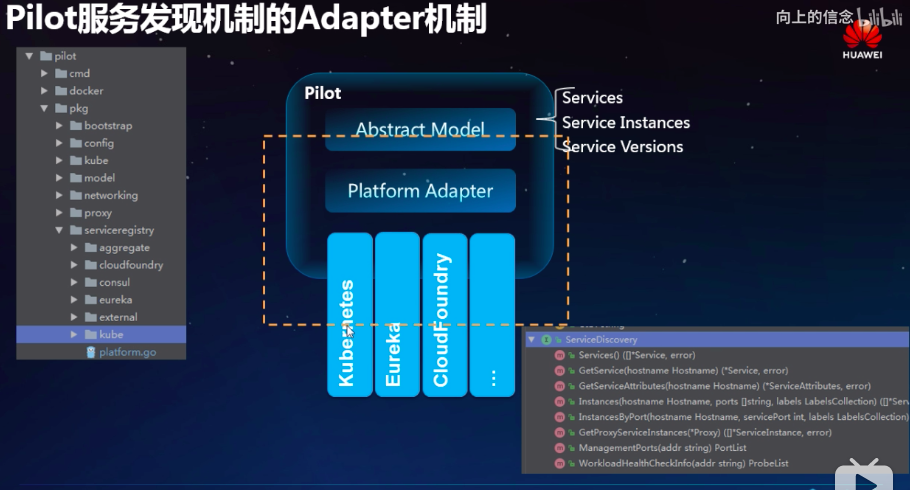 Pilot服务发现机制的Adapter机制
向上的信念 bilibili
HUAWEI
pilot
cmd
docker
pkg
bootstrap
config
kube
model
networking
proxy
serviceregistry
aggregate
cloudfoundry
consul
eureka
external
kube
platform.go
Pilot
Abstract Model
Platform Adapter
Kubernetes
Eureka
CloudFoundry
...
Services
Service Instances
Service Versions
ServiceDiscovery
Services() ([]*Service, error)
GetService(hostname Hostname) (*Service, error)
GetServiceAttributes(hostname Hostname) (*ServiceAttributes, error)
Instances(hostname Hostname, ports []string, labels LabelsCollection) ([]*Ser
InstancesByPort(hostname Hostname, servicePort int, labels LabelsCollection)
GetProxyServiceInstances(*Proxy) ([]*ServiceInstance, error)
ManagementPorts(addr string) PortList
WorkloadHealthCheckInfo(addr string) ProbeList